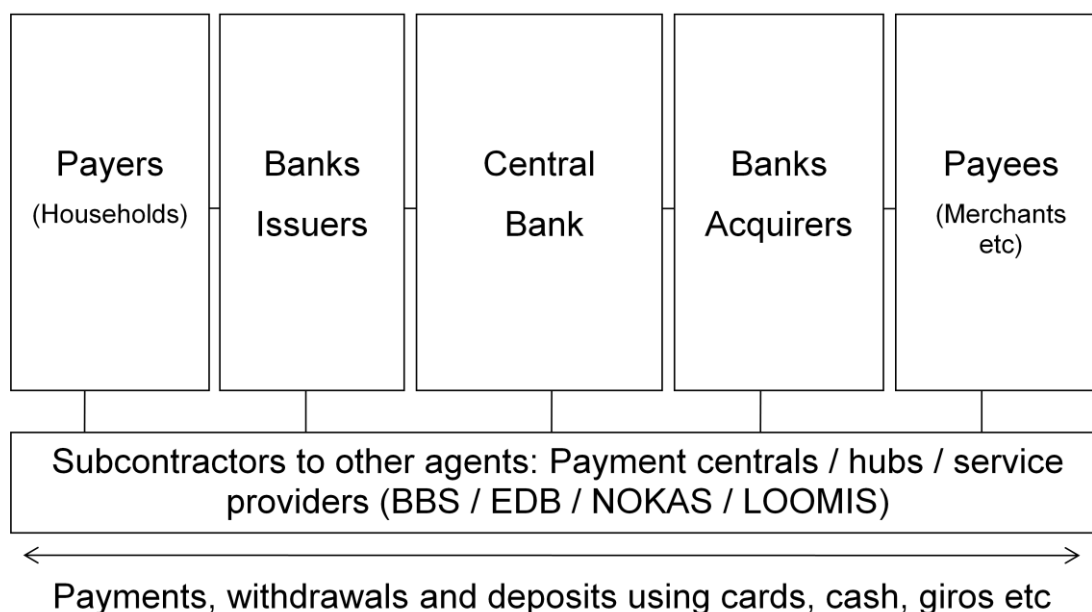 Payers
(Households)
Banks
Issuers
Central
Bank
Banks
Acquirers
Payees
(Merchants
etc)
Subcontractors to other agents: Payment centrals / hubs / service
providers (BBS / EDB / NOKAS / LOOMIS)
Payments, withdrawals and deposits using cards, cash, giros etc